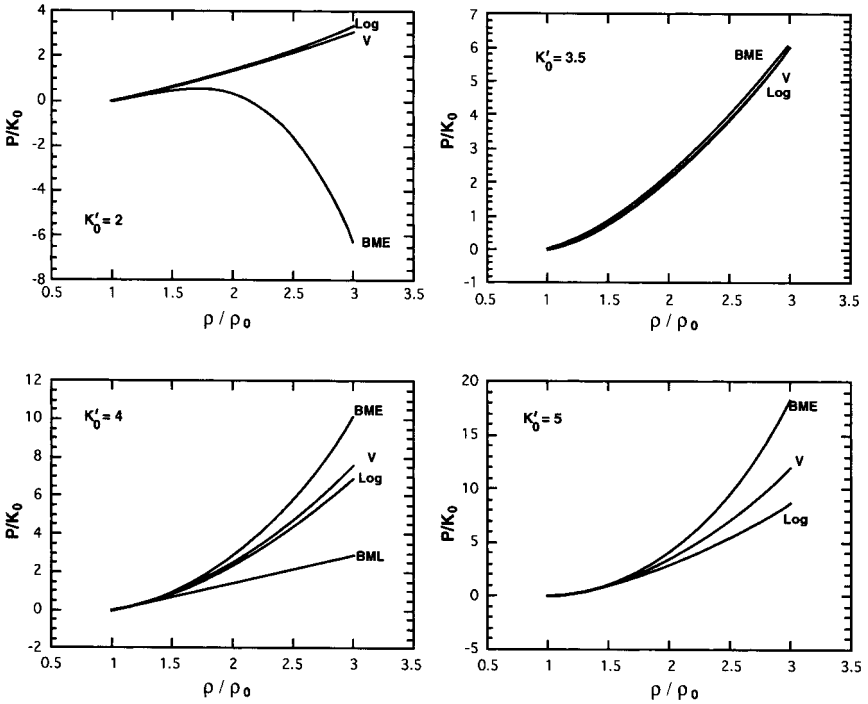 4
2
0
-2
-4
-6
-8
P/K₀
0.5 1 1.5 2 2.5 3 3.5
ρ / ρ₀
K₀′ = 2
Log
V
BME
7
6
5
4
3
2
1
0
-1
P/K₀
0.5 1 1.5 2 2.5 3 3.5
ρ / ρ₀
K₀′ = 3.5
BME
V
Log
12
10
8
6
4
2
0
-2
P/K₀
0.5 1 1.5 2 2.5 3 3.5
ρ / ρ₀
K₀′ = 4
BME
V
Log
BML
20
15
10
5
0
-5
P/K₀
0.5 1 1.5 2 2.5 3 3.5
ρ / ρ₀
K₀′ = 5
BME
V
Log